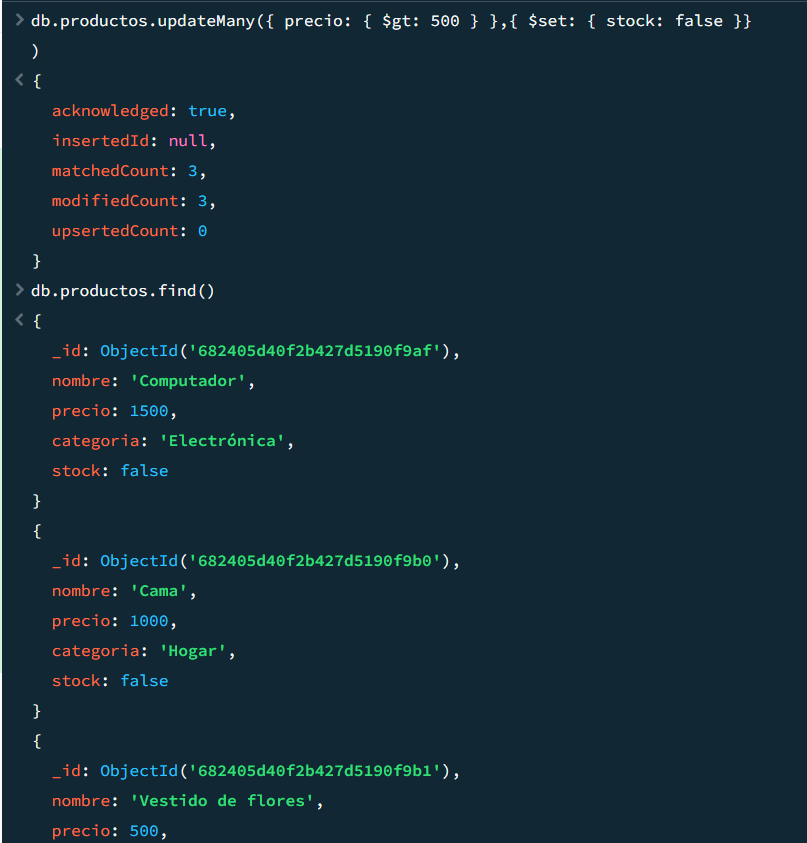 db.productos.updateMany({ precio: { $gt: 500 } },{ $set: { stock: false }}
)
{
acknowledged: true,
insertedId: null,
matchedCount: 3,
modifiedCount: 3,
upsertedCount: 0
}
db.productos.find()
{
_id: ObjectId('682405d40f2b427d5190f9af'),
nombre: 'Computador',
precio: 1500,
categoria: 'Electrónica',
stock: false
}
{
_id: ObjectId('682405d40f2b427d5190f9b0'),
nombre: 'Cama',
precio: 1000,
categoria: 'Hogar',
stock: false
}
{
_id: ObjectId('682405d40f2b427d5190f9b1'),
nombre: 'Vestido de flores',
precio: 500,